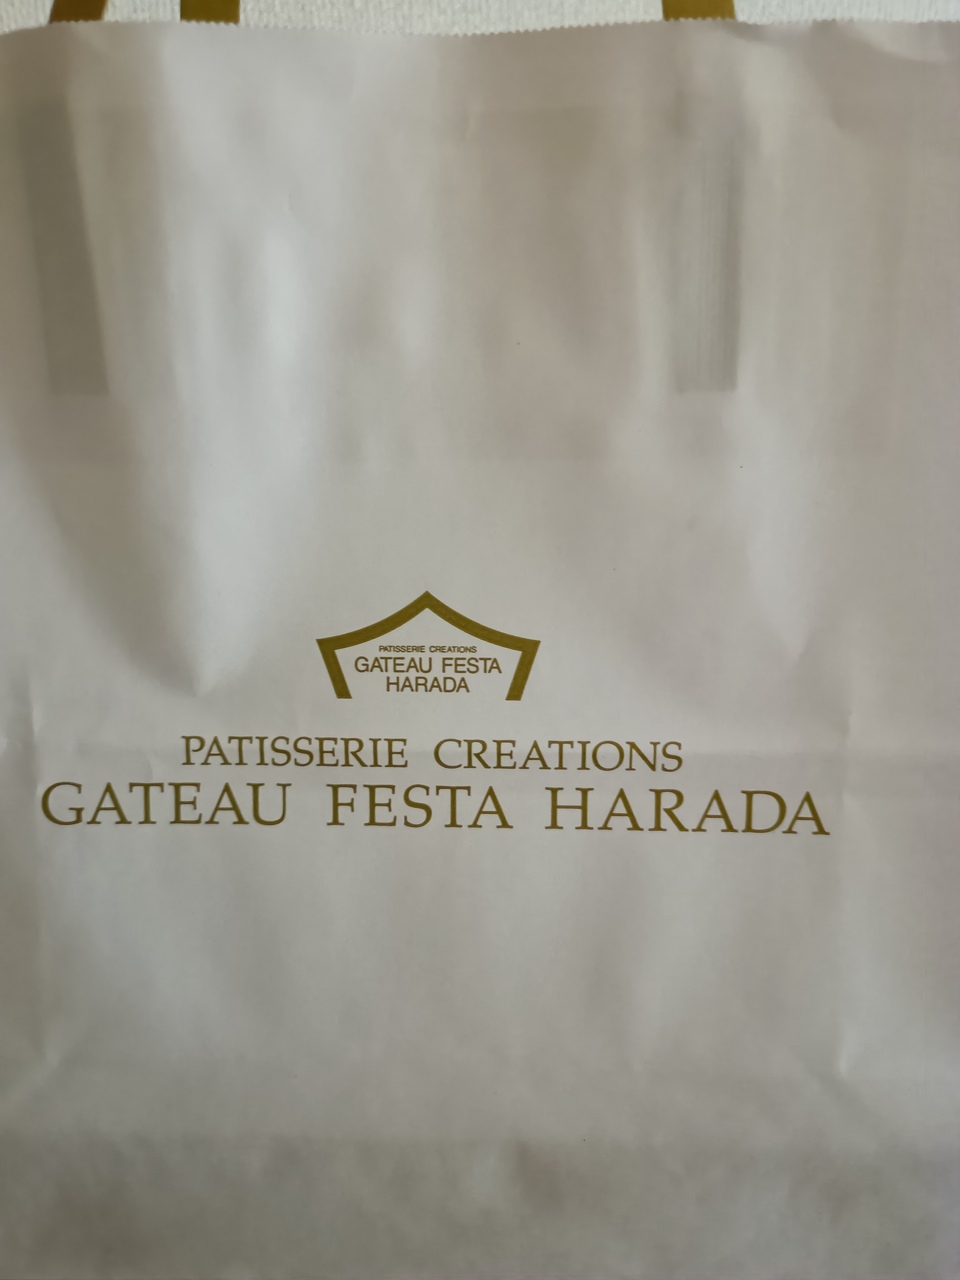 PATISSERIE CREATIONS
GATEAU FESTA
HARADA
PATISSERIE CREATIONS
GATEAU FESTA HARADA